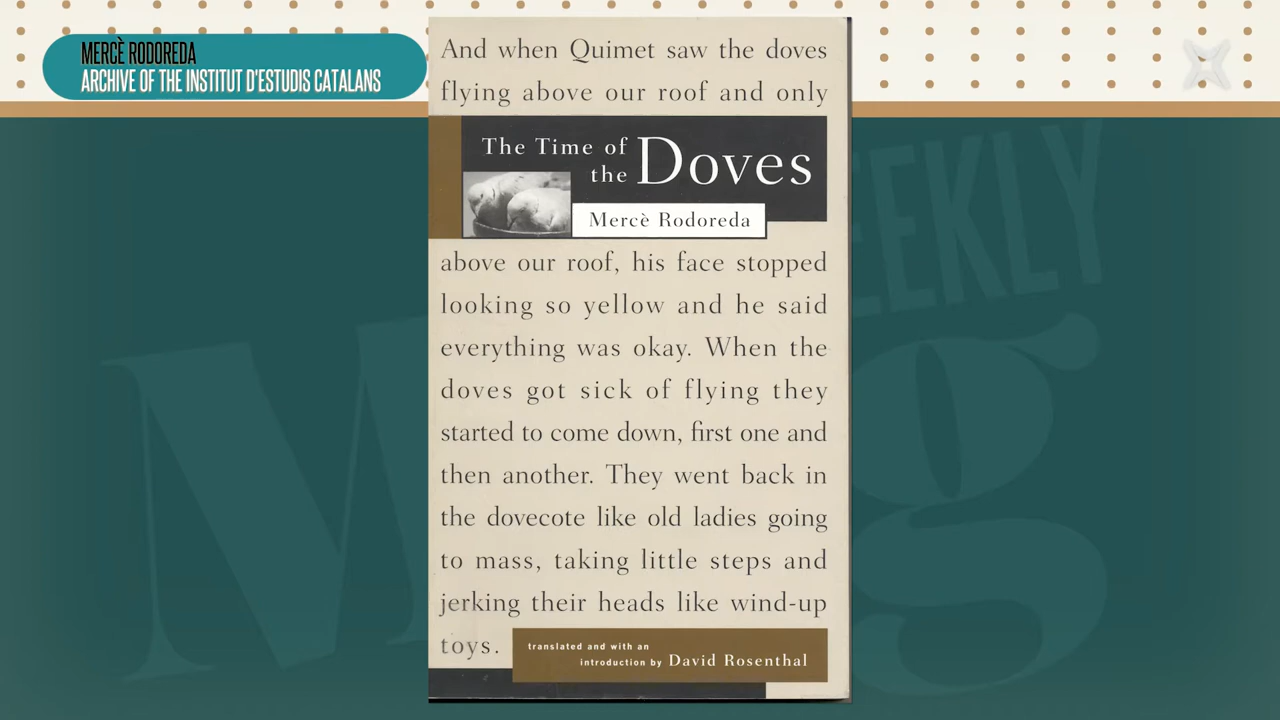 MERCÈ RODOREDA
ARCHIVE OF THE INSTITUT D'ESTUDIS CATALANS
And when Quimet saw the doves
flying above our roof and only
The Time of
the Doves
Mercè Rodoreda
above our roof, his face stopped
looking so yellow and he said
everything was okay. When the
doves got sick of flying they
started to come down, first one and
then another. They went back in
the dovecote like old ladies going
to mass, taking little steps and
jerking their heads like wind-up
toys.
translated and with an
introduction by David Rosenthal
WEEKLY
Mag